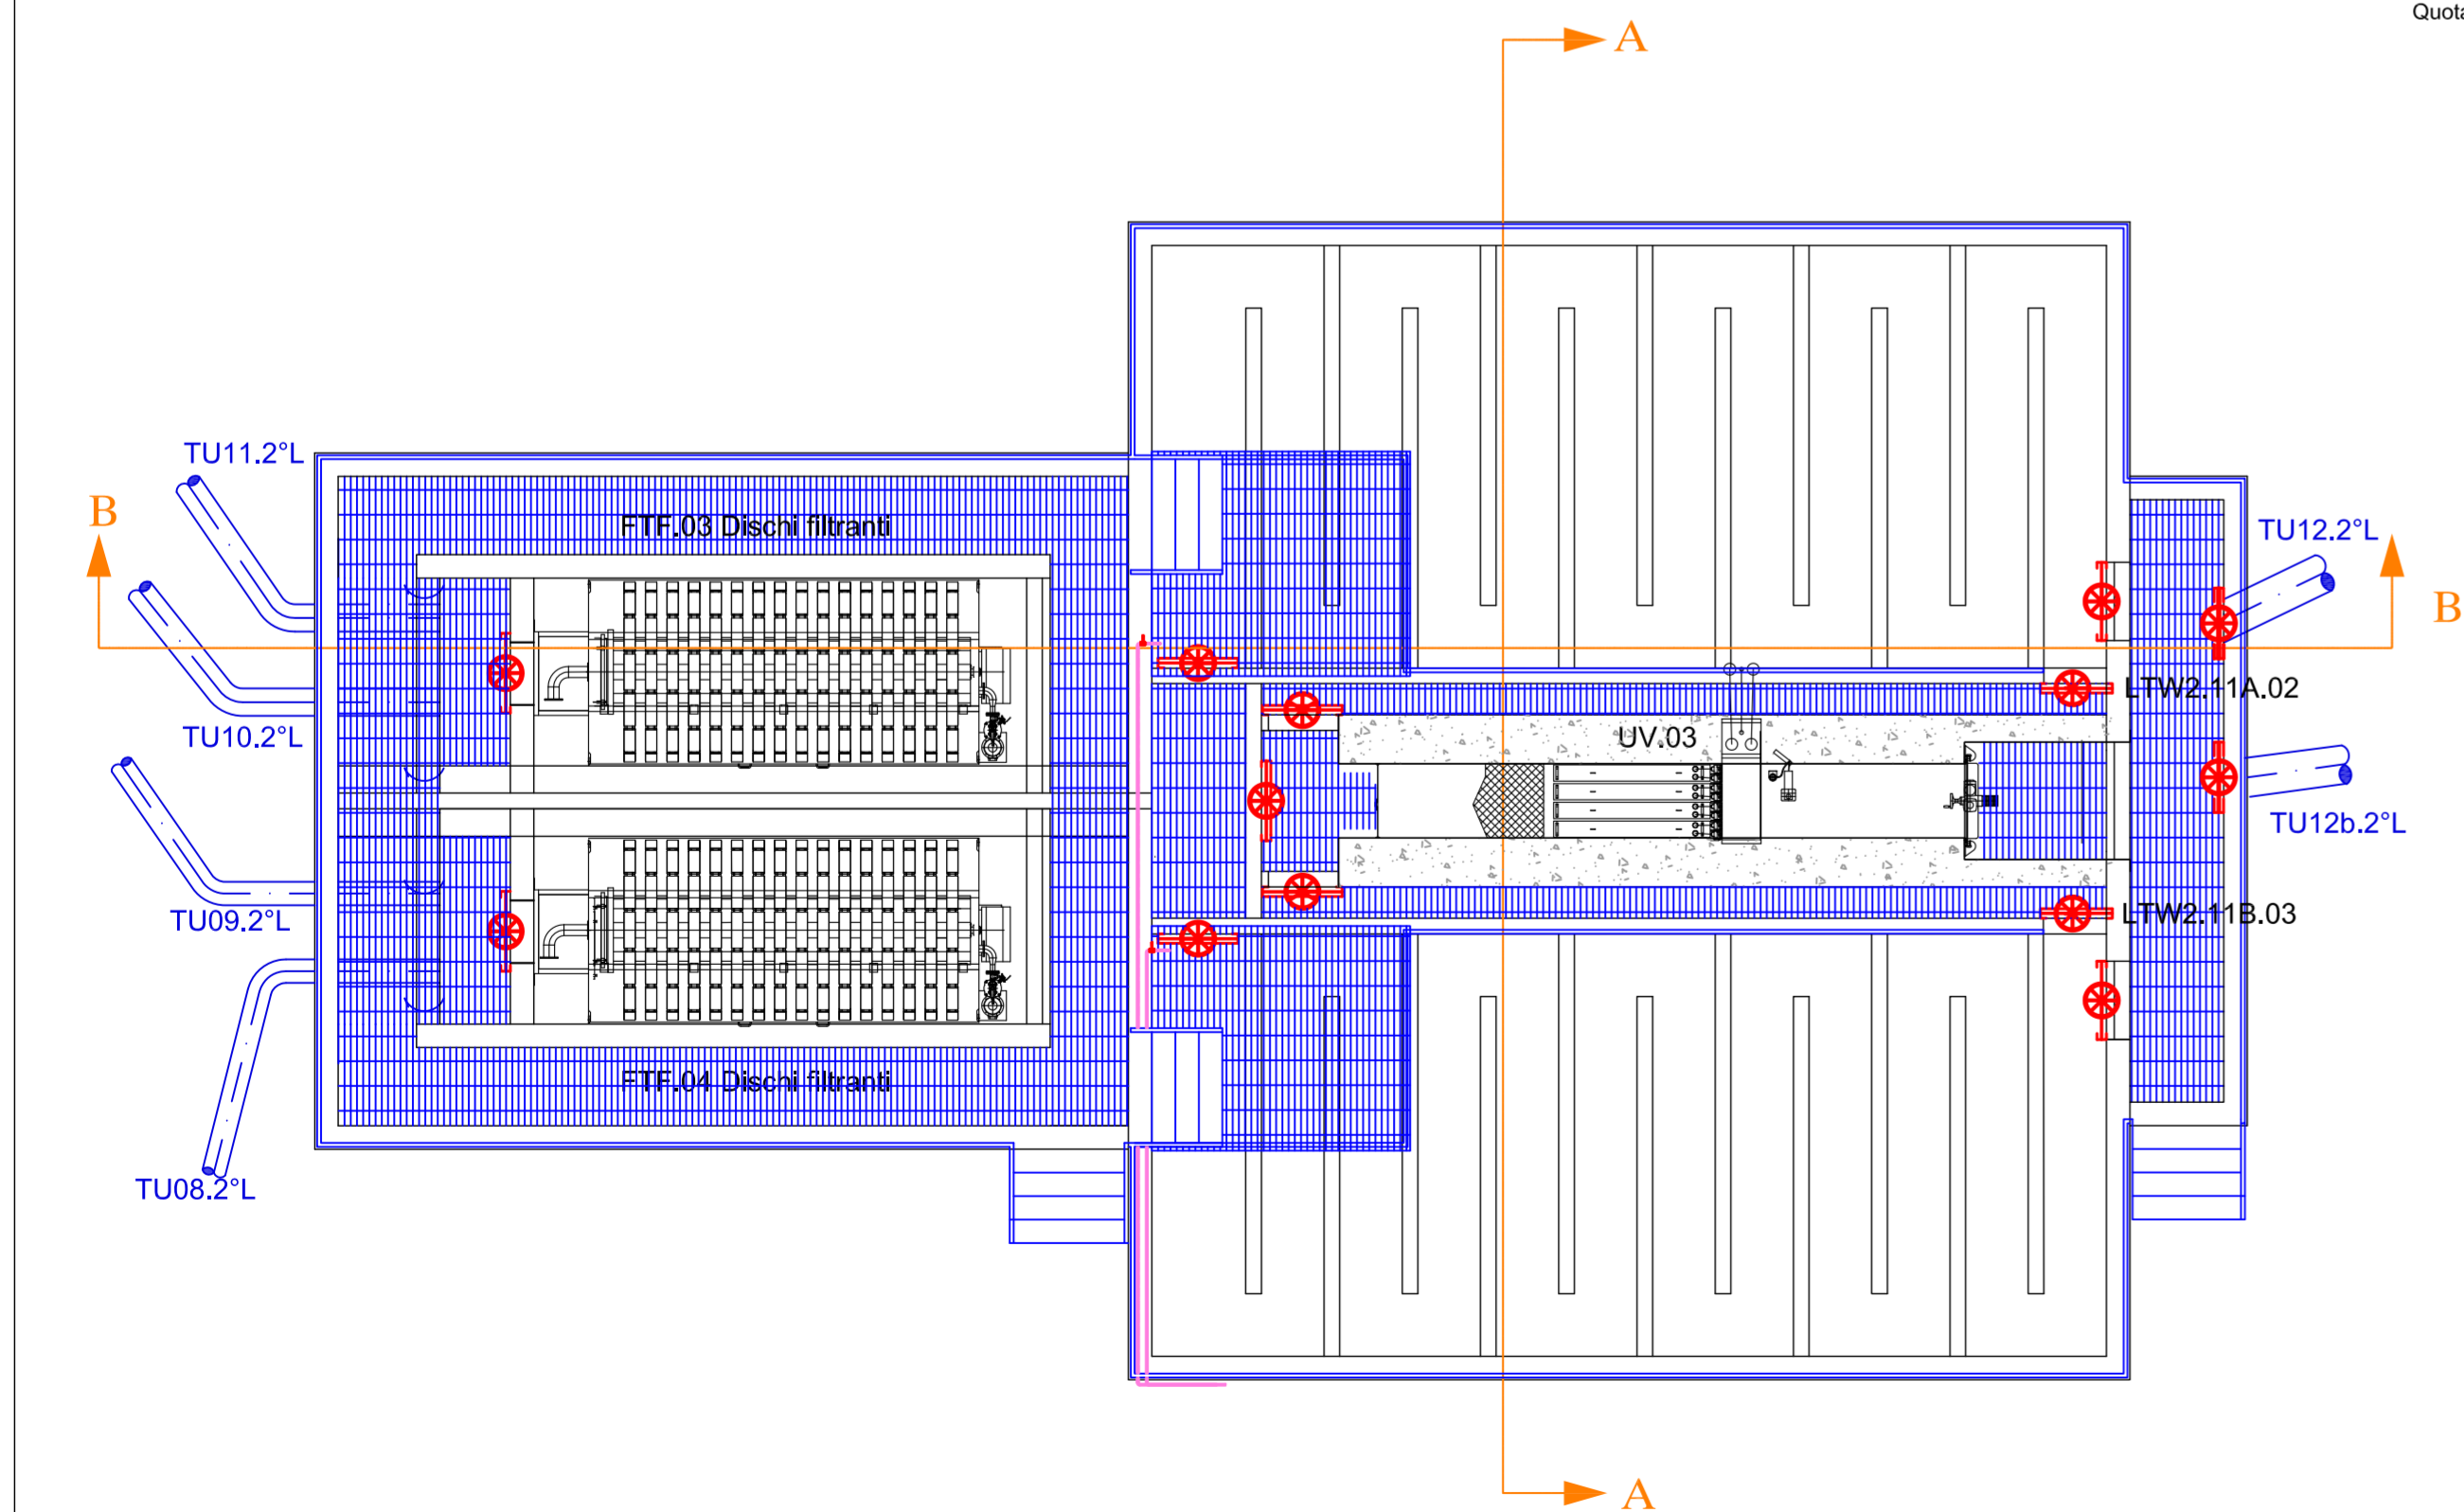 Quota
A
TU11.2°L
B
FTF.03 Dischi filtranti
TU12.2°L
B
LTW2.11A.02
TU10.2°L
UV.03
TU12b.2°L
TU09.2°L
LTW2.11B.03
FTF.04 Dischi filtranti
TU08.2°L
A